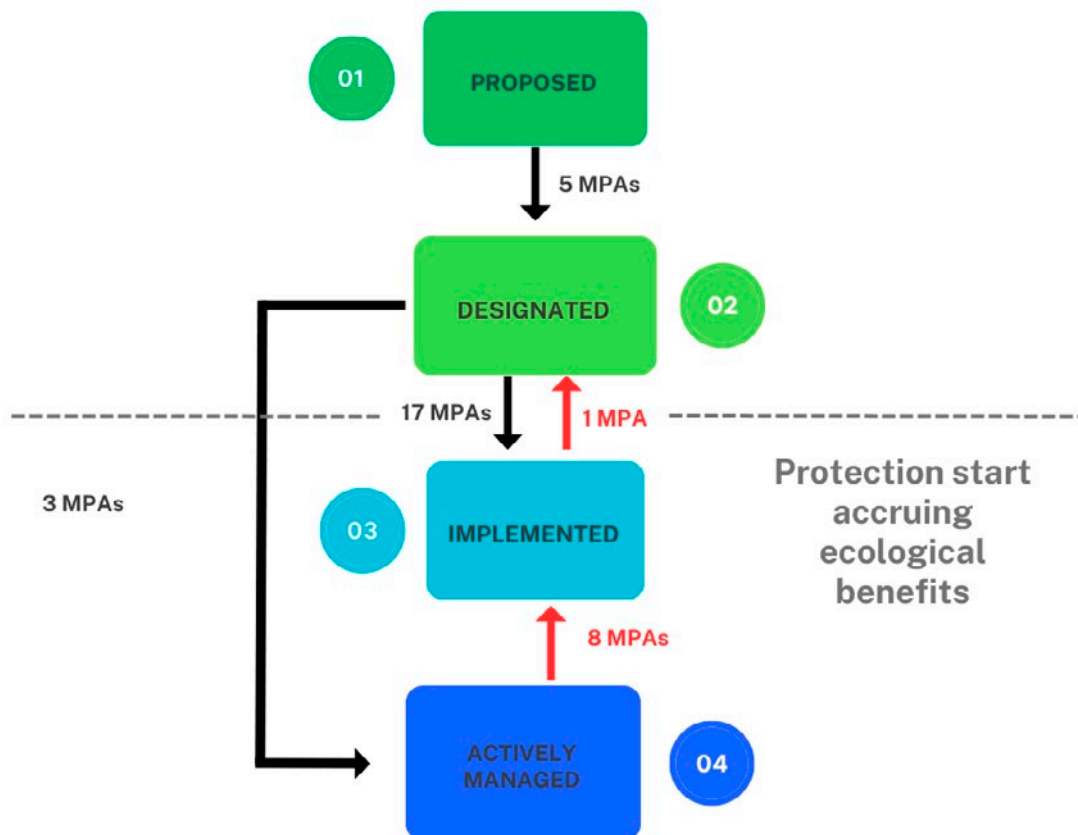 01
PROPOSED
5 MPAs
DESIGNATED
02
17 MPAs
1 MPA
3 MPAs
03
IMPLEMENTED
Protection start
accruing
ecological
benefits
8 MPAs
ACTIVELY
MANAGED
04